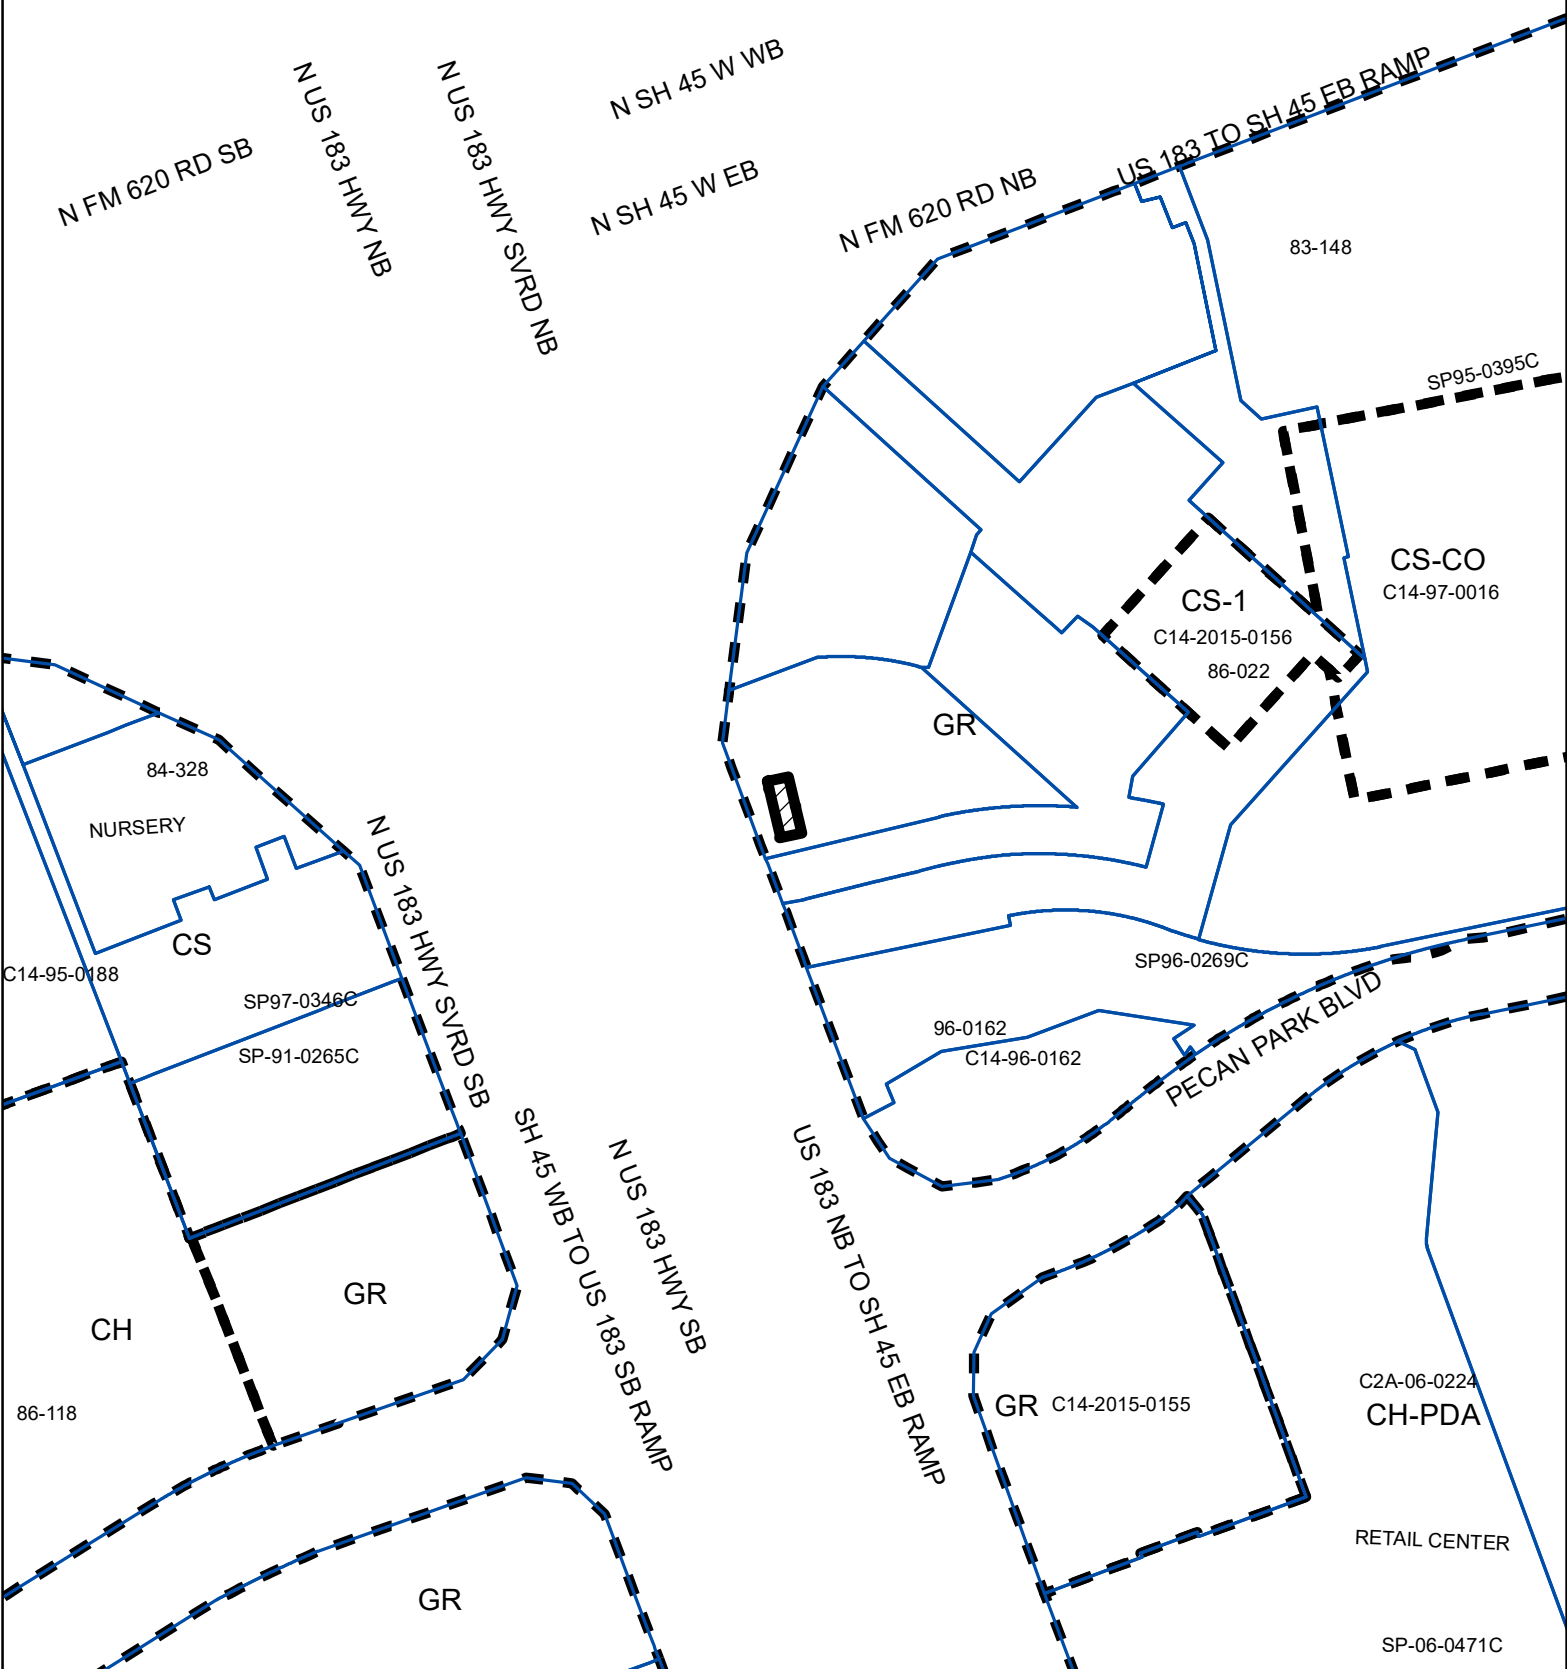 N SH 45 W WB
US 183 TO SH 45 EB RAMP
N US 183 HWY NB
N US 183 HWY SVRD NB
N FM 620 RD SB
N SH 45 W EB
N FM 620 RD NB
83-148
SP95-0395C
CS-CO
C14-97-0016
CS-1
C14-2015-0156
86-022
GR
84-328
NURSERY
CS
C14-95-0188
SP97-0346C
SP-91-0265C
N US 183 HWY SVRD SB
SP96-0269C
96-0162
C14-96-0162
PECAN PARK BLVD
SH 45 WB TO US 183 SB RAMP
N US 183 HWY SB
US 183 NB TO SH 45 EB RAMP
GR
CH
86-118
C2A-06-0224
CH-PDA
GR
C14-2015-0155
RETAIL CENTER
GR
SP-06-0471C